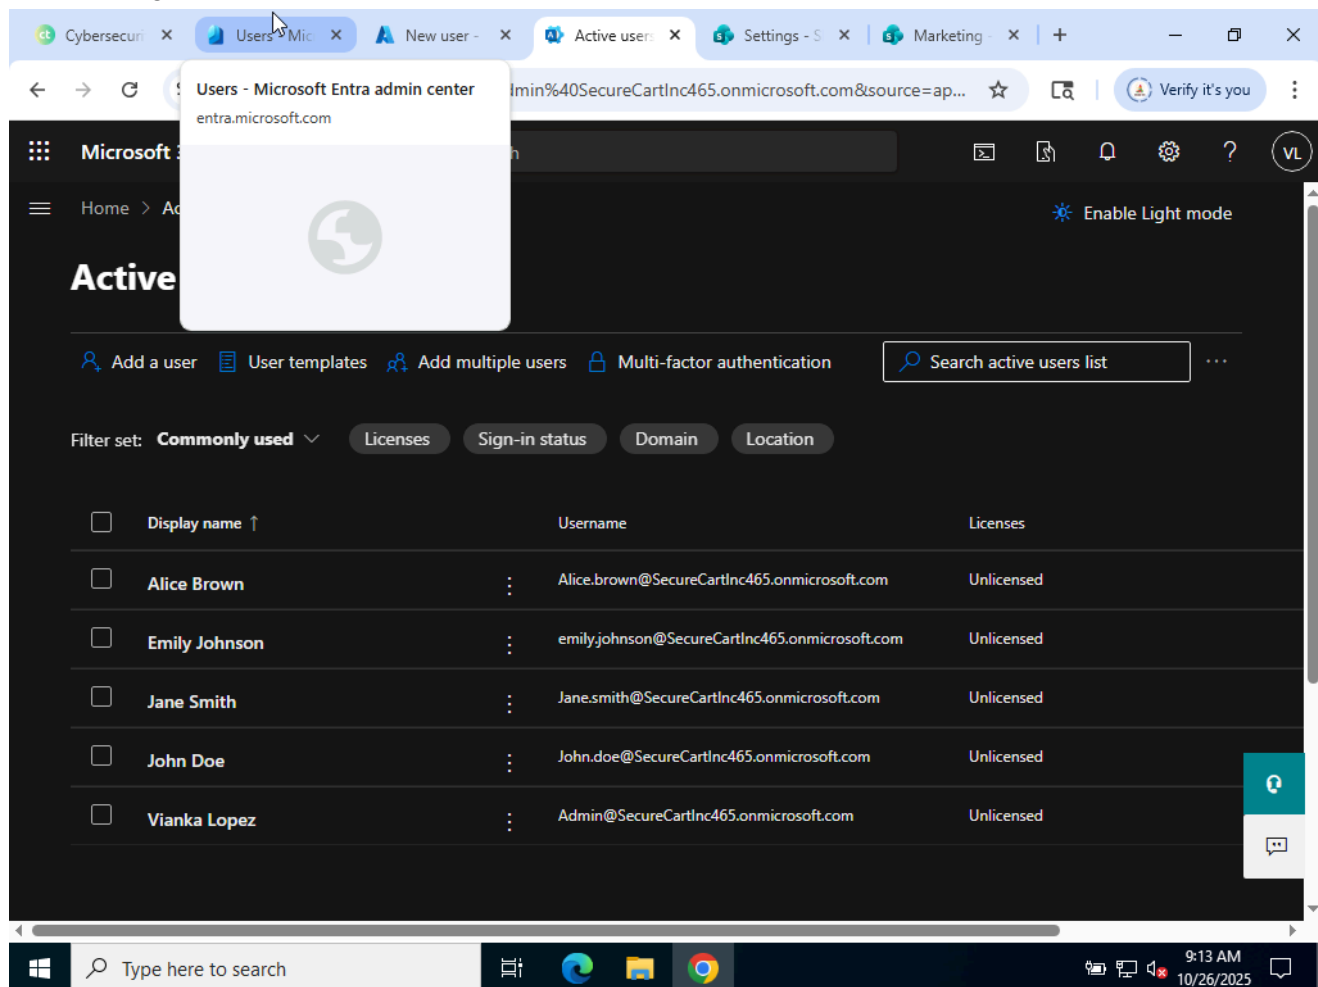 Cybersecuri
Users - Mic
New user -
Active user
Settings - S
Marketing -
dmin%40SecureCartInc465.onmicrosoft.com&source=ap...
Verify it's you
Users - Microsoft Entra admin center
entra.microsoft.com
Microsoft
VL
Home > Ac
Enable Light mode
Active
Add a user
User templates
Add multiple users
Multi-factor authentication
Search active users list
Filter set: Commonly used
Licenses
Sign-in status
Domain
Location
Display name ↑ Username Licenses
Alice Brown Alice.brown@SecureCartInc465.onmicrosoft.com Unlicensed
Emily Johnson emily.johnson@SecureCartInc465.onmicrosoft.com Unlicensed
Jane Smith Jane.smith@SecureCartInc465.onmicrosoft.com Unlicensed
John Doe John.doe@SecureCartInc465.onmicrosoft.com Unlicensed
Vianka Lopez Admin@SecureCartInc465.onmicrosoft.com Unlicensed
Type here to search
9:13 AM
10/26/2025